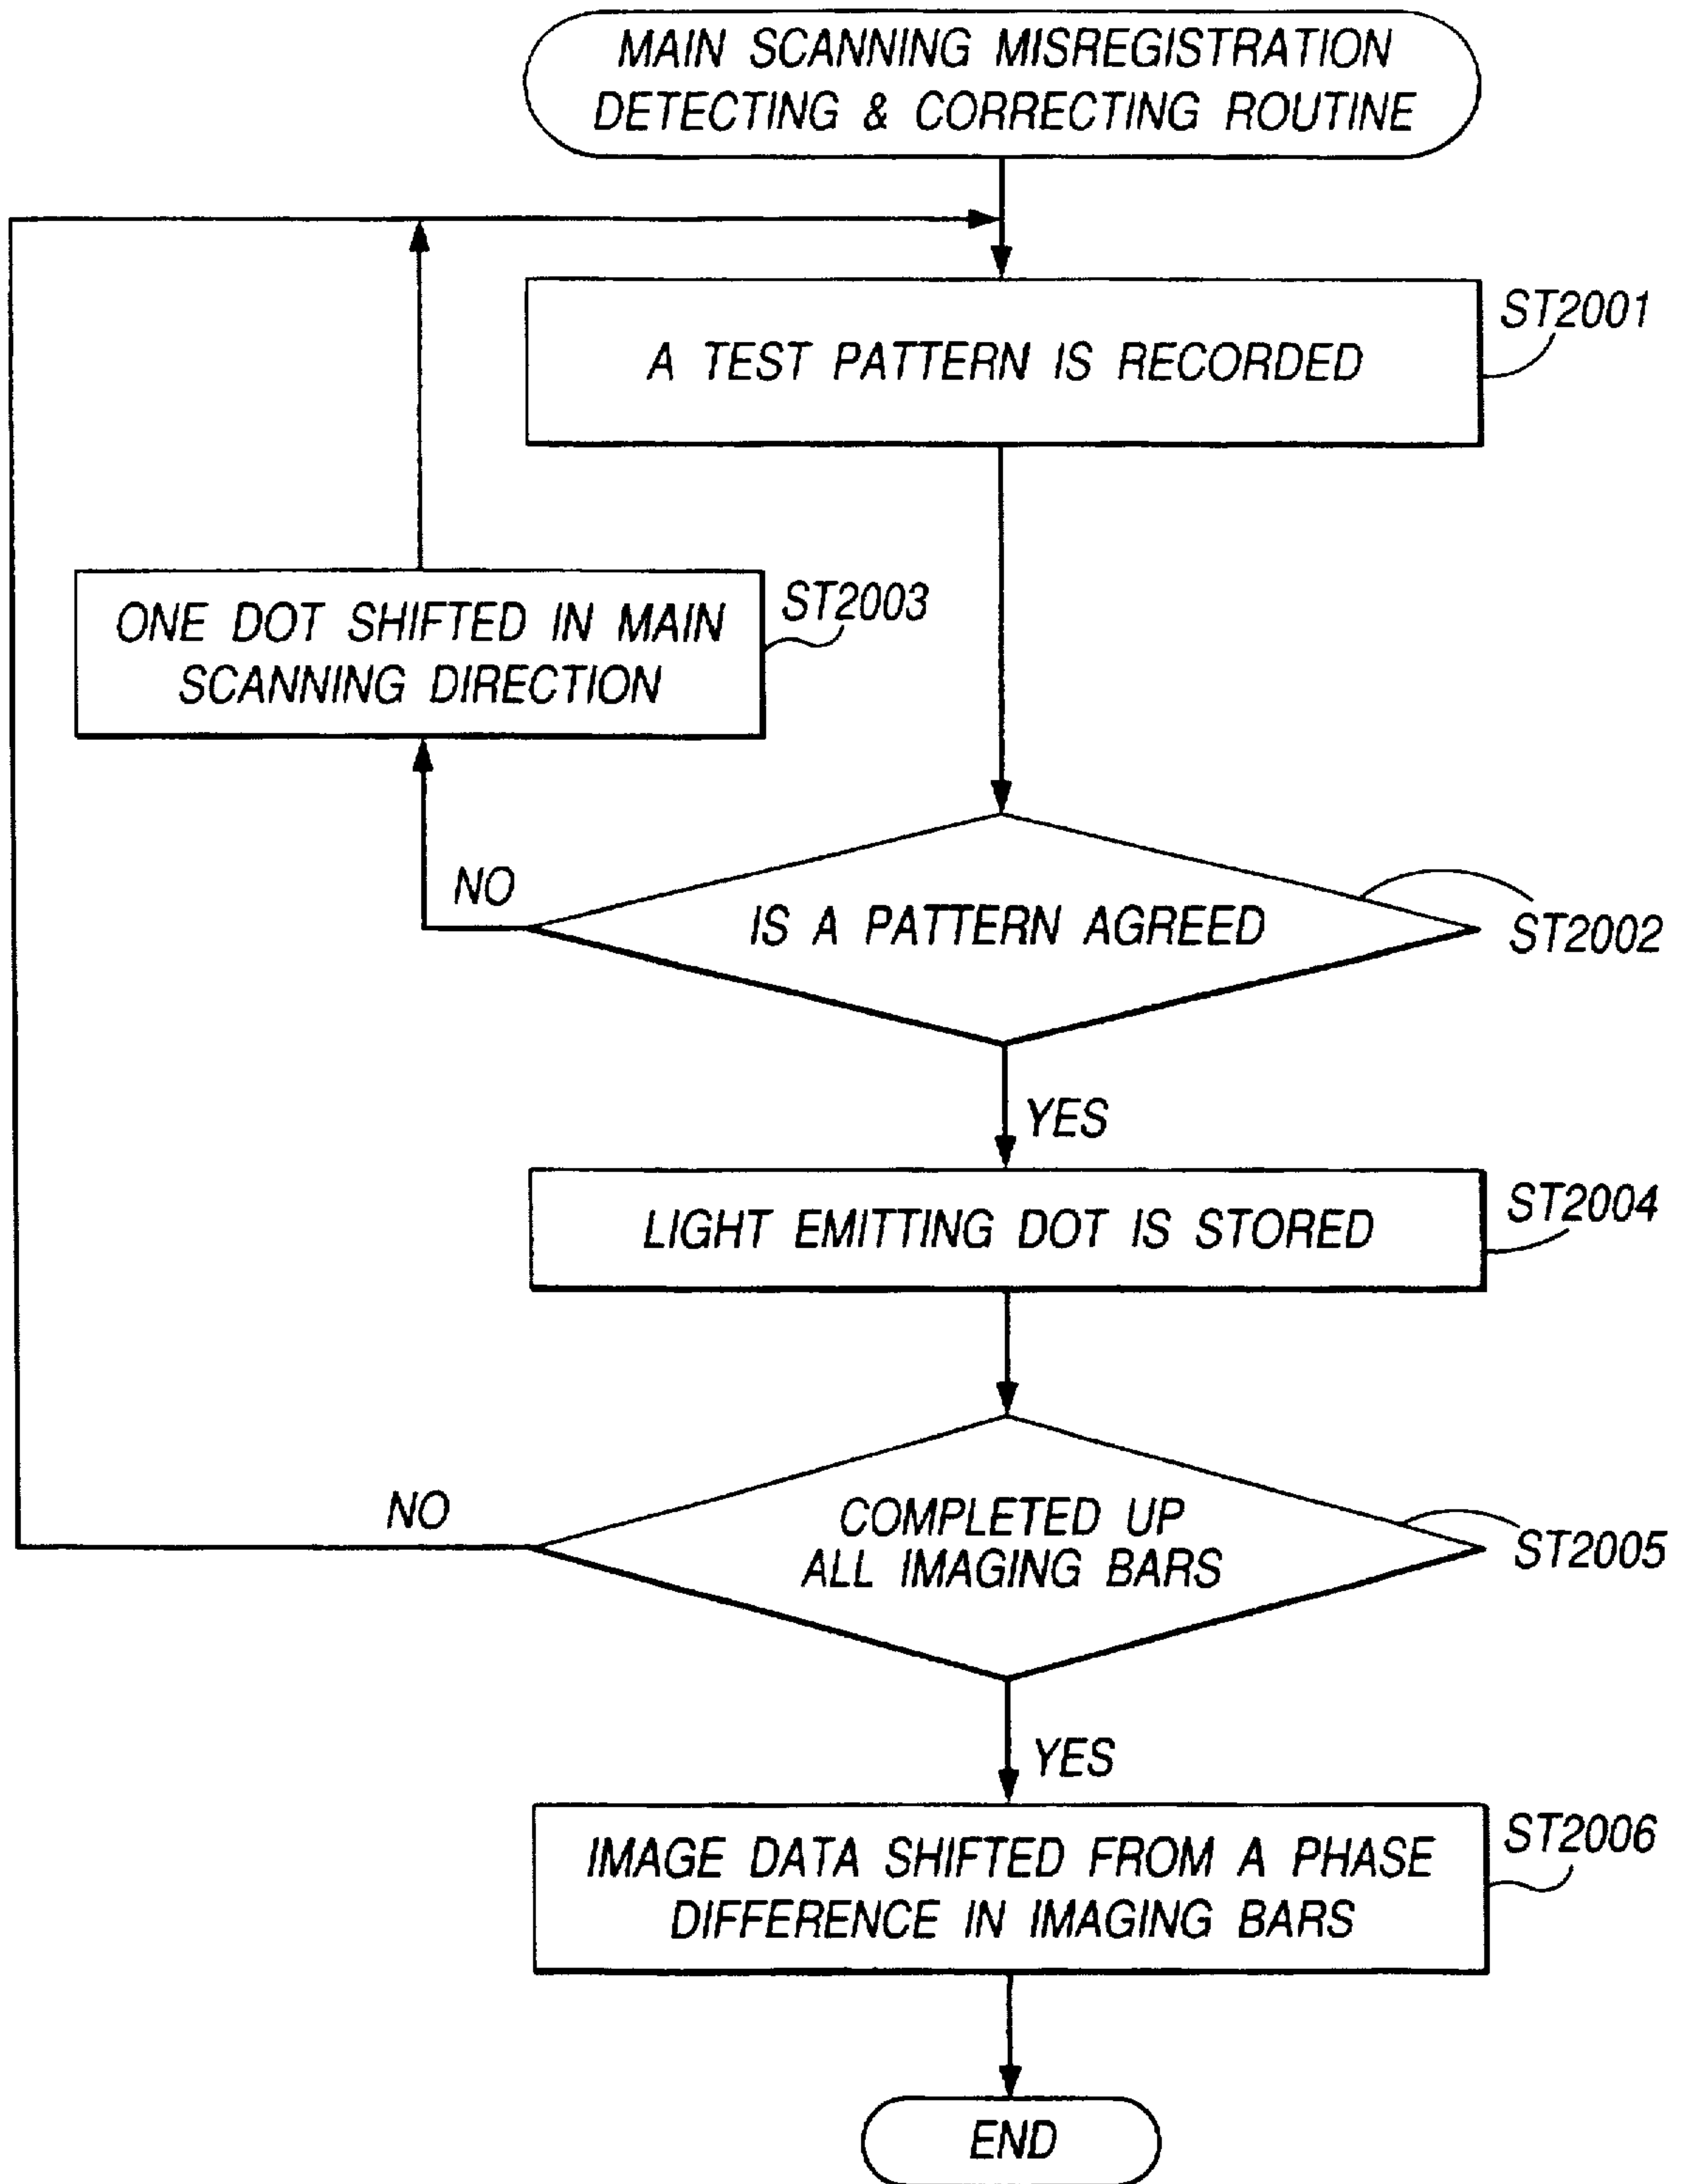 MAIN SCANNING MISREGISTRATION
DETECTING & CORRECTING ROUTINE
ST2001
A TEST PATTERN IS RECORDED
ST2003
ONE DOT SHIFTED IN MAIN
SCANNING DIRECTION
NO
IS A PATTERN AGREED
ST2002
YES
ST2004
LIGHT EMITTING DOT IS STORED
NO
COMPLETED UP
ALL IMAGING BARS
ST2005
YES
ST2006
IMAGE DATA SHIFTED FROM A PHASE
DIFFERENCE IN IMAGING BARS
END